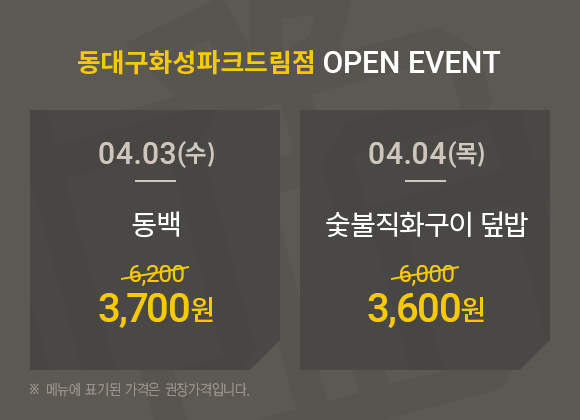 동대구화성파크드림점 OPEN EVENT
04.03(수)
동백
6,200
3,700원
04.04(목)
숯불직화구이 덮밥
6,000
3,600원
※ 메뉴에 표기된 가격은 권장가격입니다.